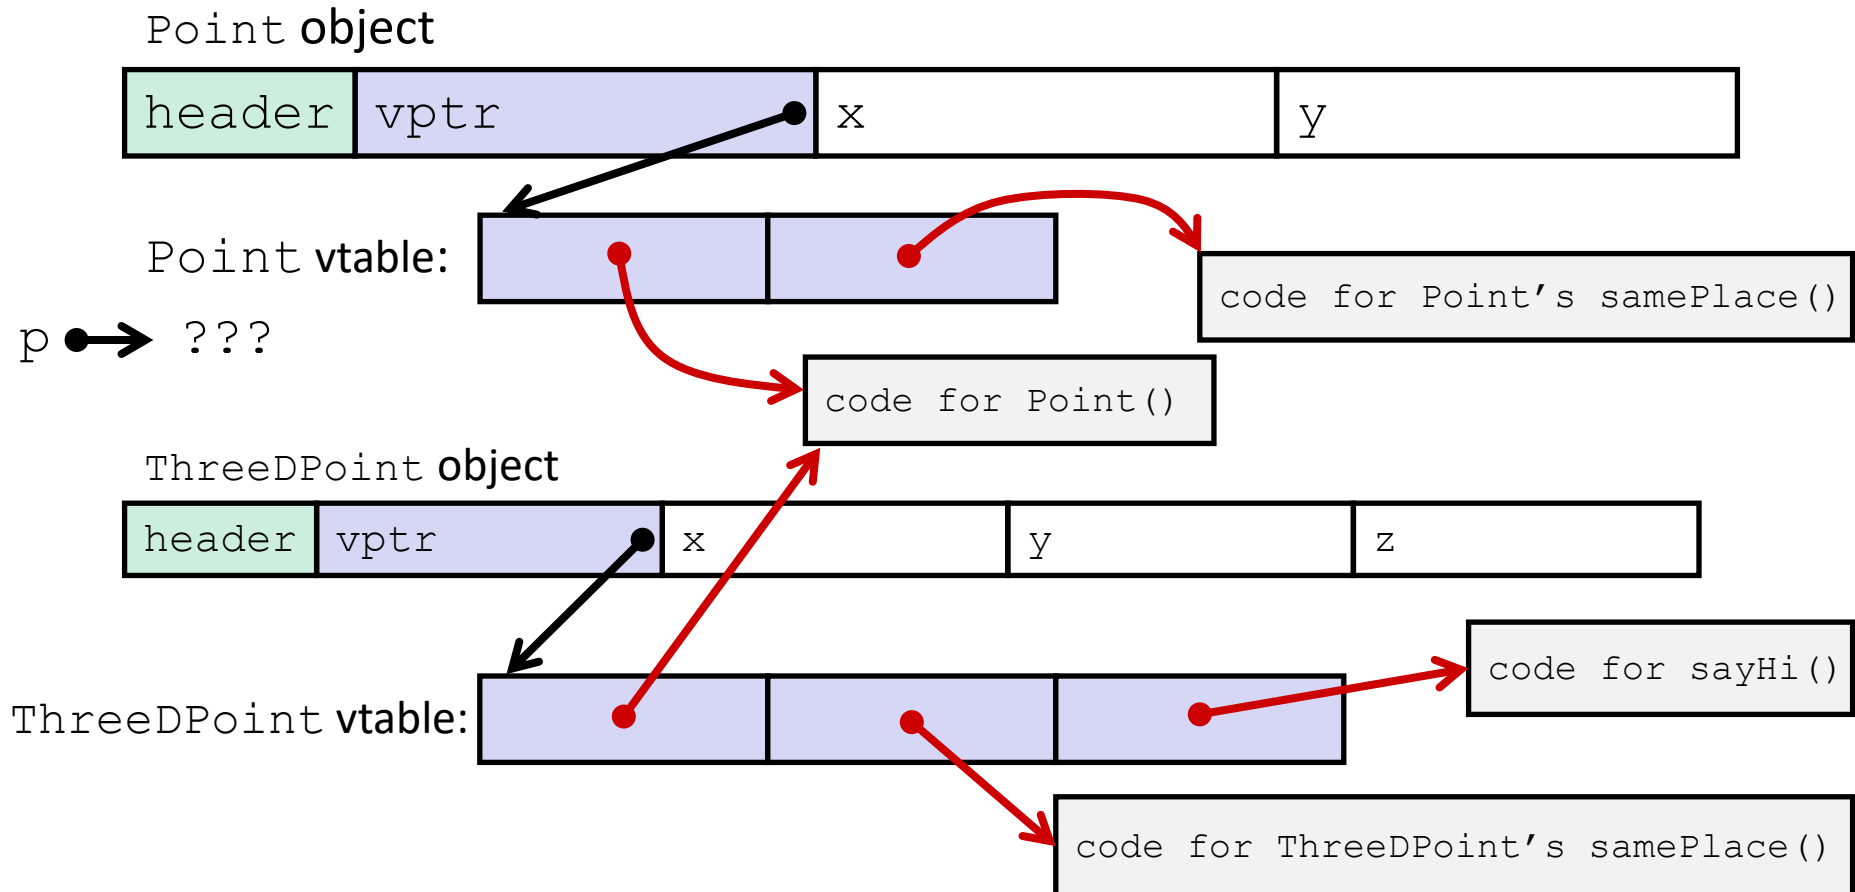 Point object
header vptr x y
Point vtable:
code for Point’s samePlace()
p ???
code for Point()
ThreeDPoint object
header vptr x y z
code for sayHi()
ThreeDPoint vtable:
code for ThreeDPoint’s samePlace()